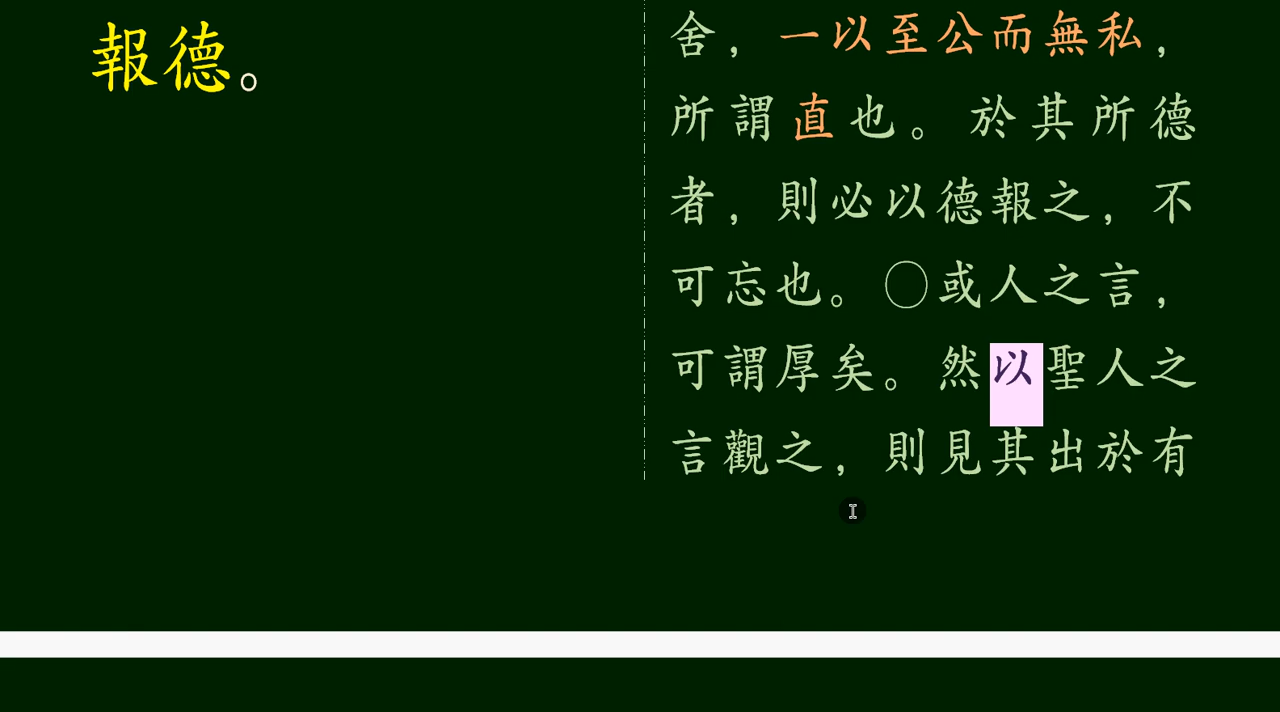 報德。
舍，一以至公而無私，
所謂直也。於其所德
者，則必以德報之，不
可忘也。◯或人之言，
可謂厚矣。然以聖人之
言觀之，則見其出於有